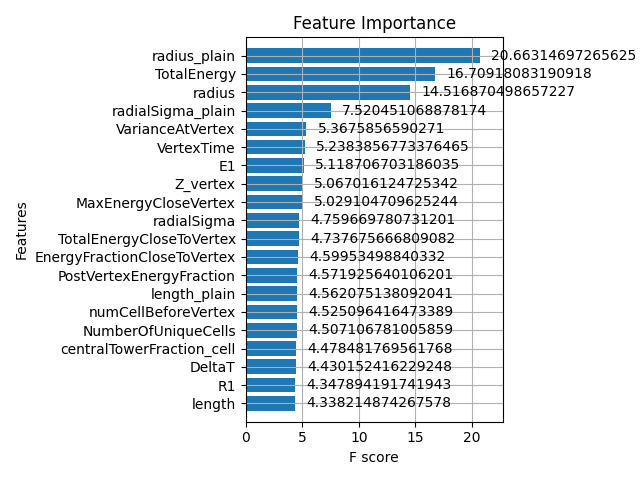 Feature Importance
radius_plain 20.66314697265625
TotalEnergy 16.70918083190918
radius 14.516870498657227
radialSigma_plain 7.520451068878174
VarianceAtVertex 5.3675856590271
VertexTime 5.2383856773376465
E1 5.118706703186035
Z_vertex 5.067016124725342
MaxEnergyCloseVertex 5.029104709625244
radialSigma 4.759669780731201
TotalEnergyCloseToVertex 4.737675666809082
EnergyFractionCloseToVertex 4.59953498840332
PostVertexEnergyFraction 4.571925640106201
length_plain 4.562075138092041
numCellBeforeVertex 4.525096416473389
NumberOfUniqueCells 4.507106781005859
centralTowerFraction_cell 4.478481769561768
DeltaT 4.430152416229248
R1 4.347894191741943
length 4.338214874267578
Features
0 5 10 15 20
F score